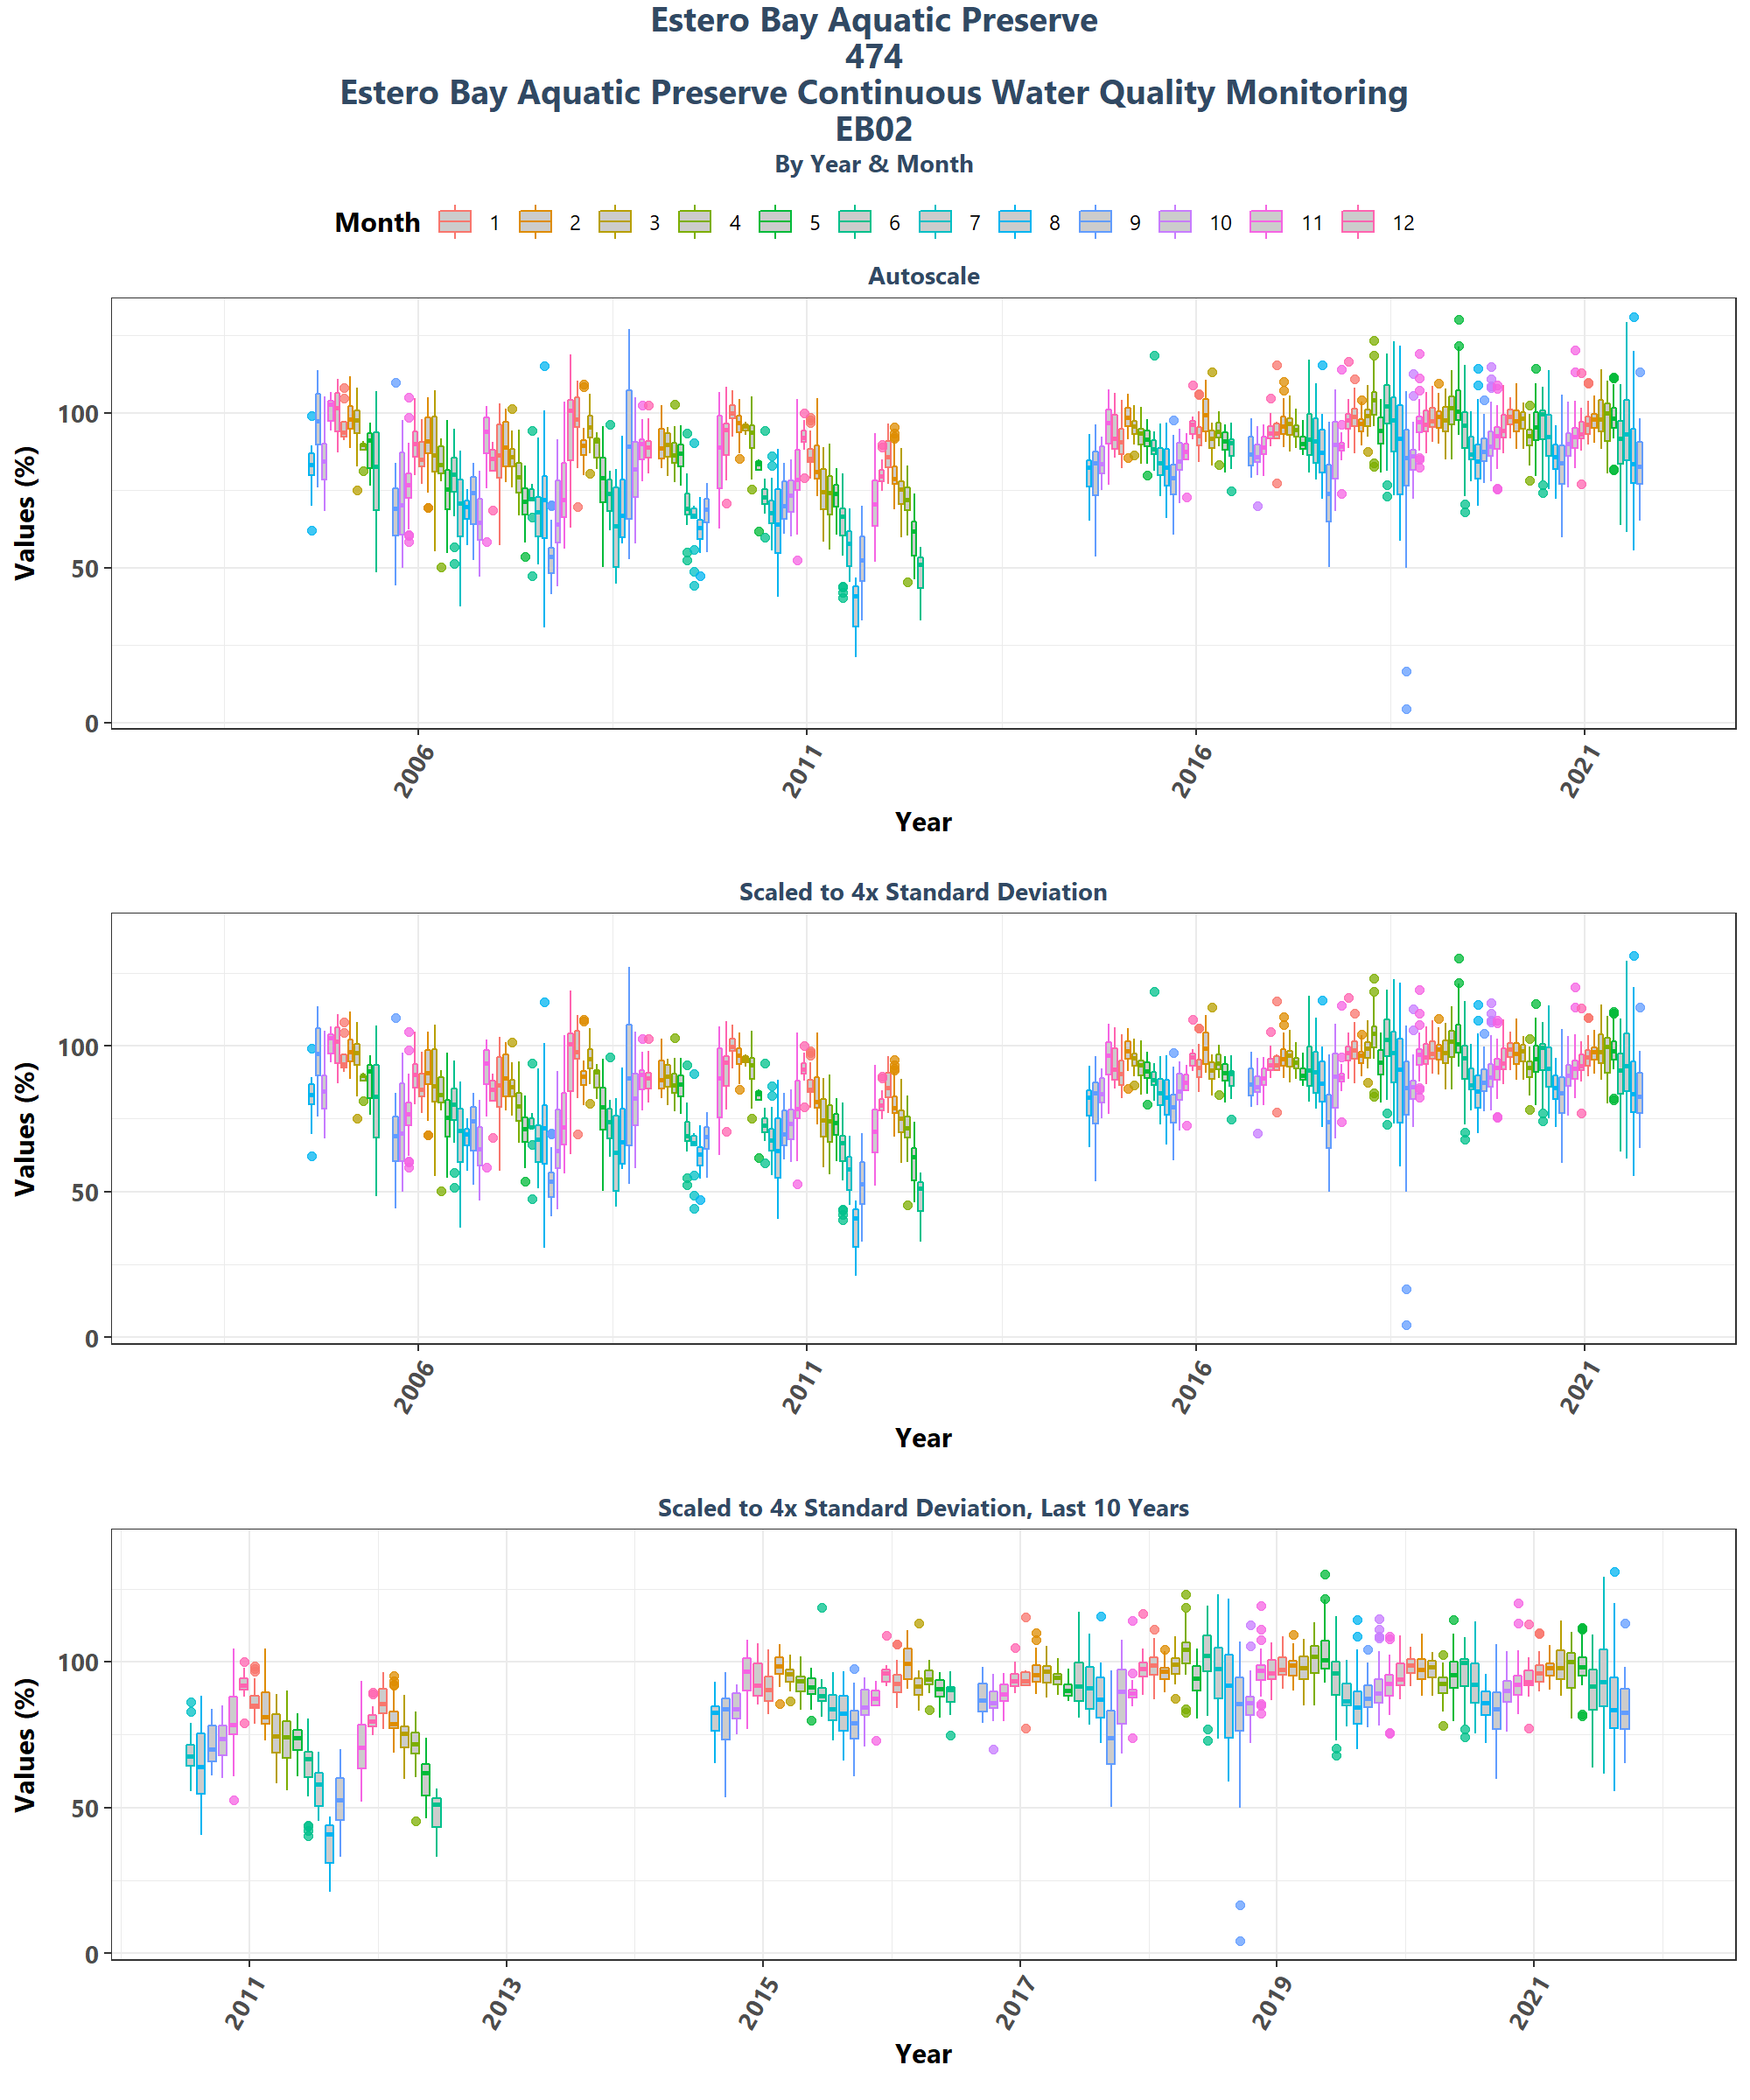 Estero Bay Aquatic Preserve
474
Estero Bay Aquatic Preserve Continuous Water Quality Monitoring
EB02
By Year & Month
Month 1 2 3 4 5 6 7 8 9 10 11 12
Autoscale
Values (%)
100
50
0
2006 2011 2016 2021
Year
Scaled to 4x Standard Deviation
Values (%)
100
50
0
2006 2011 2016 2021
Year
Scaled to 4x Standard Deviation, Last 10 Years
Values (%)
100
50
0
2011 2013 2015 2017 2019 2021
Year